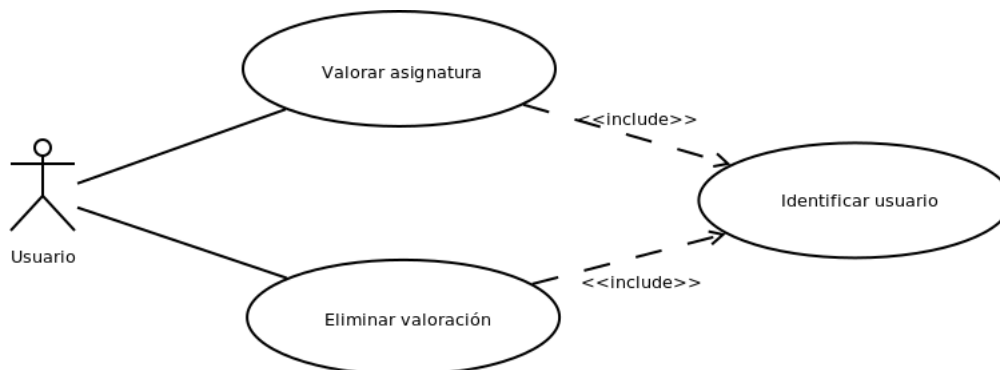 Valorar asignatura
<<include>>
Identificar usuario
Usuario
<<include>>
Eliminar valoración